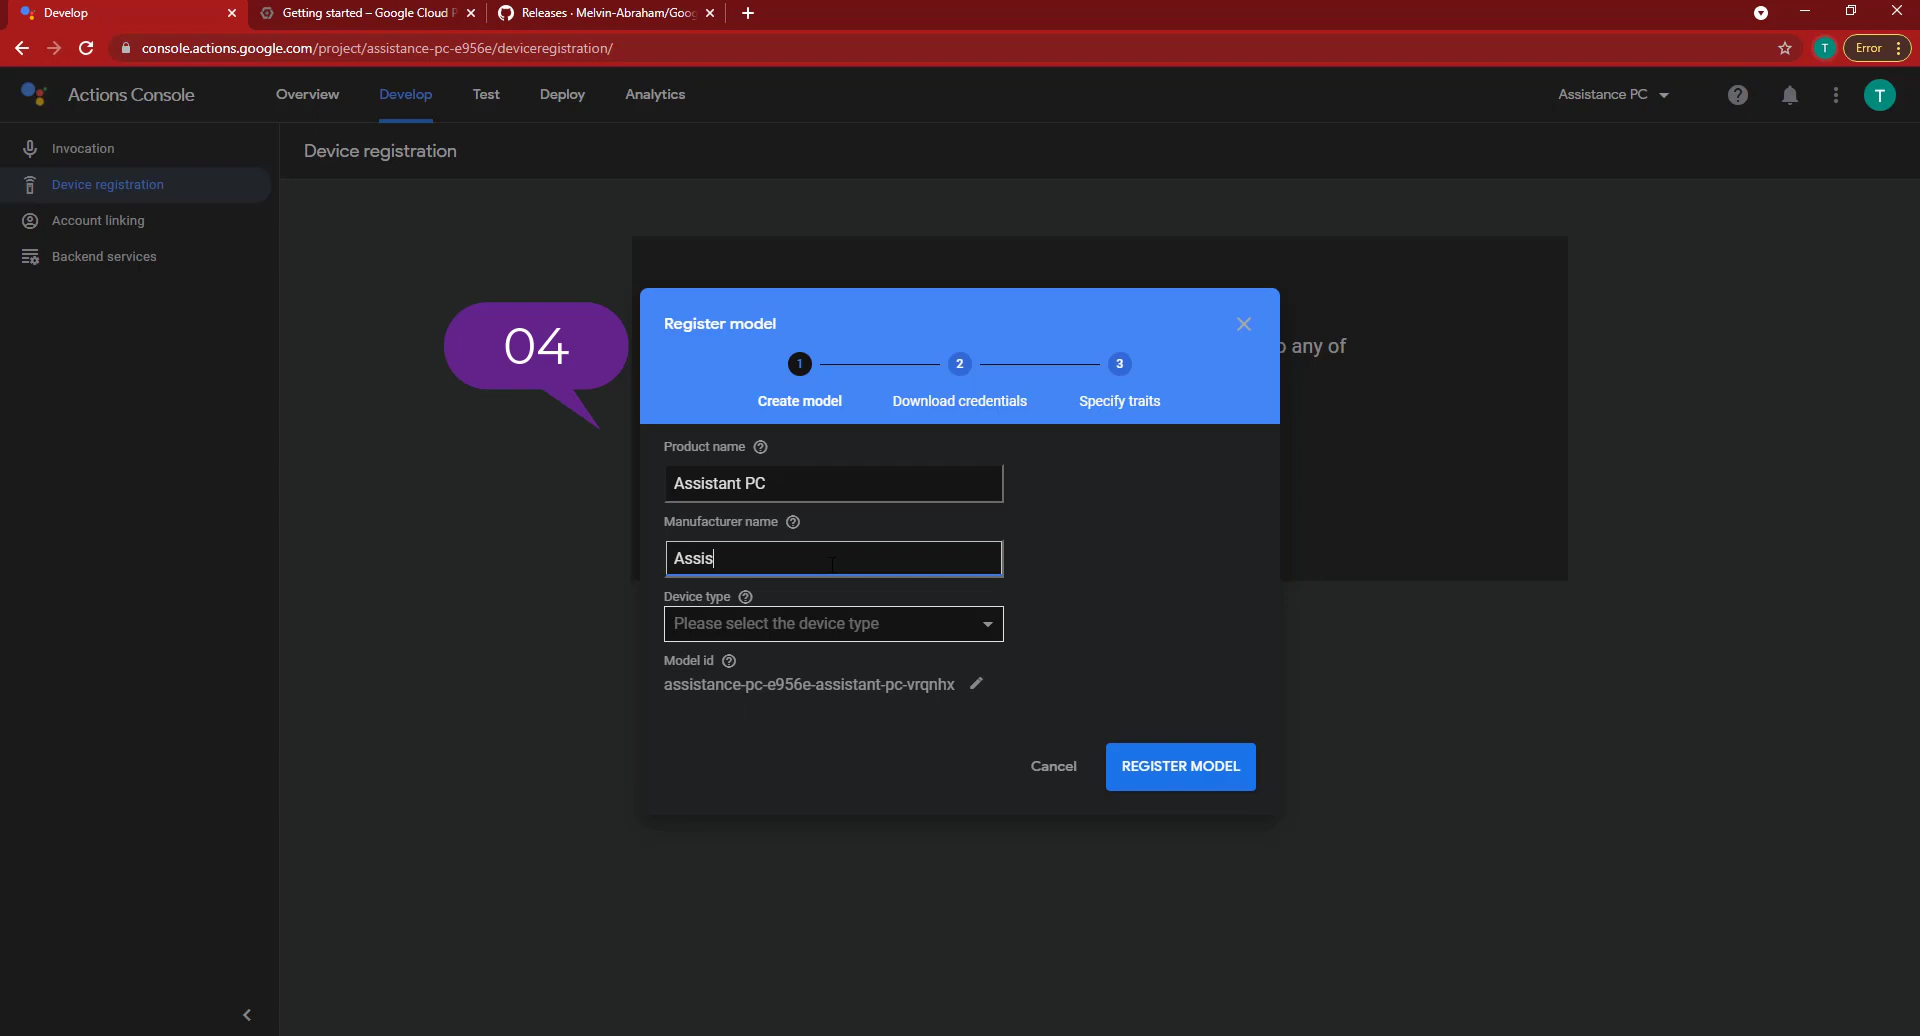 Develop
Getting started – Google Cloud P
Releases · Melvin-Abraham/Goog
console.actions.google.com/project/assistance-pc-e956e/deviceregistration/
T
Error
Actions Console
Overview
Develop
Test
Deploy
Analytics
Assistance PC
T
Invocation
Device registration
Account linking
Backend services
Device registration
04
o any of
Register model
1
2
3
Create model
Download credentials
Specify traits
Product name
Assistant PC
Manufacturer name
Assis
Device type
Please select the device type
Model id
assistance-pc-e956e-assistant-pc-vrqnhx
Cancel
REGISTER MODEL